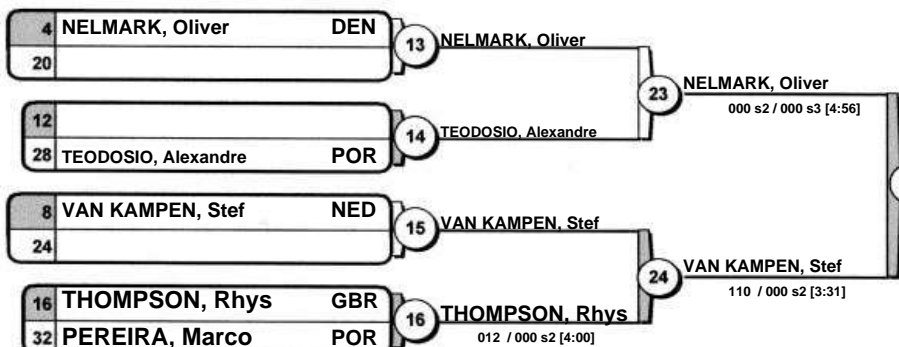 4 NELMARK, Oliver DEN
20
13 NELMARK, Oliver
12
28 TEODOSIO, Alexandre POR
14 TEODOSIO, Alexandre
23 NELMARK, Oliver
000 s2 / 000 s3 [4:56]
8 VAN KAMPEN, Stef NED
24
15 VAN KAMPEN, Stef
16 THOMPSON, Rhys GBR
32 PEREIRA, Marco POR
16 THOMPSON, Rhys
012 / 000 s2 [4:00]
24 VAN KAMPEN, Stef
110 / 000 s2 [3:31]